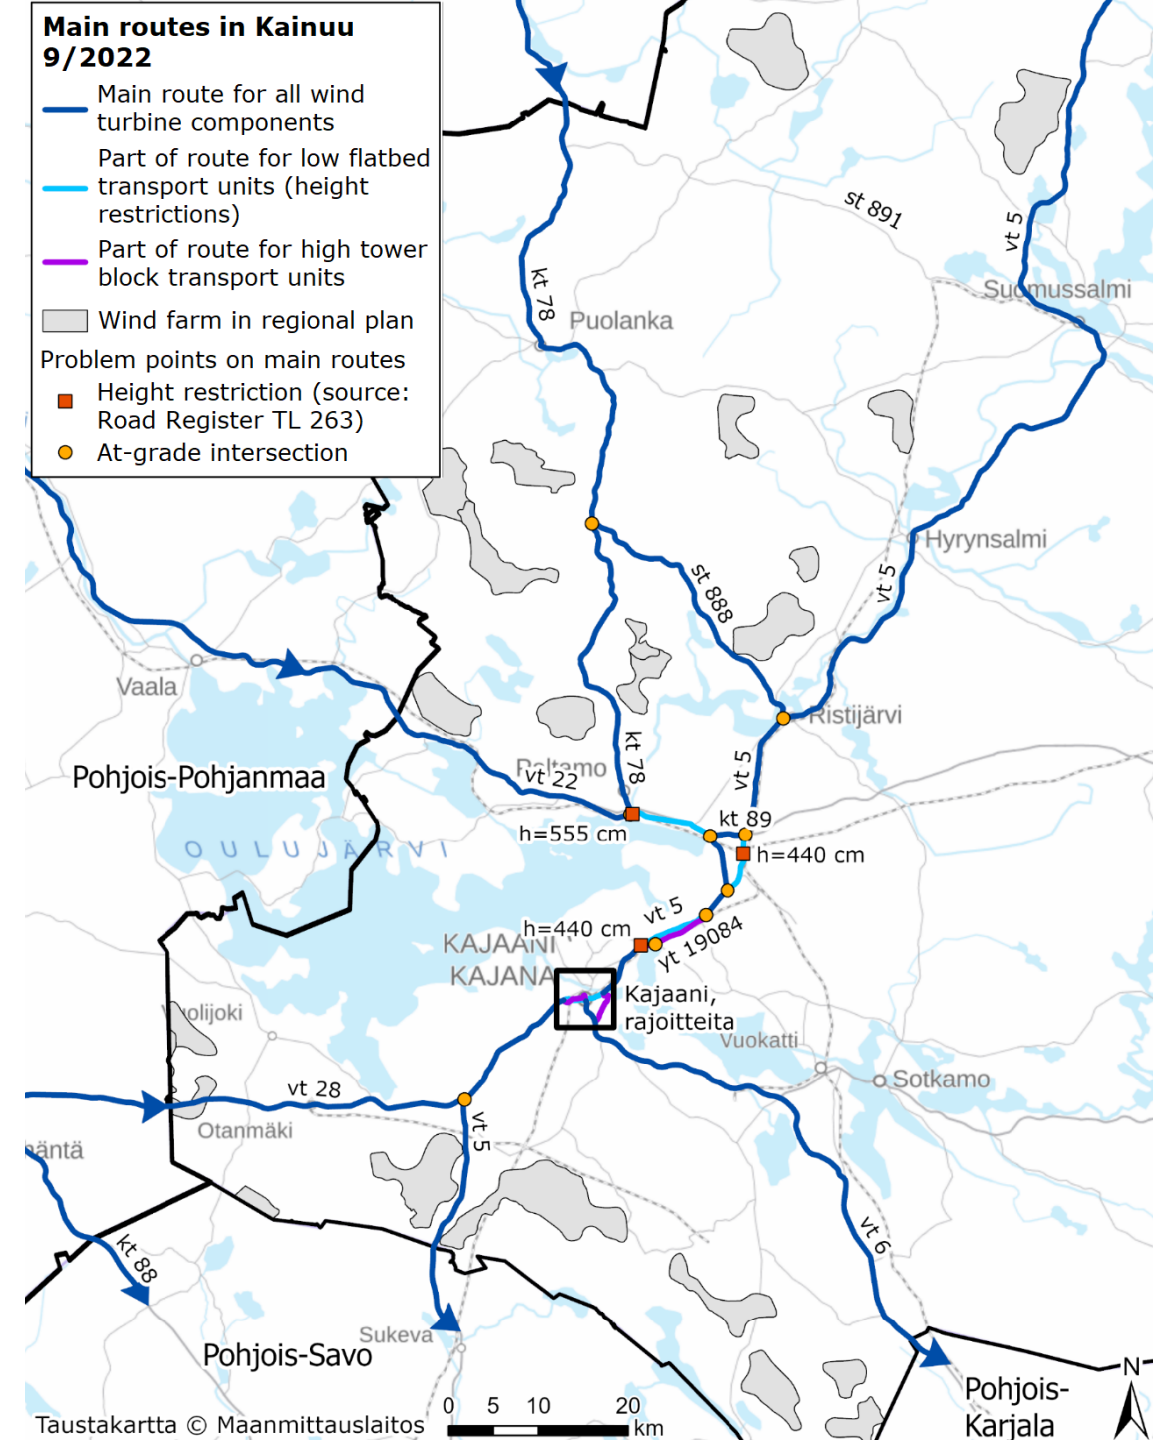 Main routes in Kainuu
9/2022
Main route for all wind
turbine components
Part of route for low flatbed
transport units (height
restrictions)
Part of route for high tower
block transport units
Wind farm in regional plan
Problem points on main routes
Height restriction (source:
Road Register TL 263)
At-grade intersection
st 891
vt 5
Suomussalmi
kt 78
Puolanka
Hyrynsalmi
vt 5
st 888
Vaala
Ristijärvi
kt 78
vt 5
Paltamo
vt 22
Pohjois-Pohjanmaa
kt 89
h=555 cm
h=440 cm
OULUJÄRVI
vt 5
h=440 cm
yt 19084
KAJAANI
KAJANA
Kajaani,
rajoitteita
Vuolijoki
Vuokatti
Sotkamo
vt 28
Otanmäki
vt 5
äntä
vt 6
kt 88
Sukeva
Pohjois-Savo
N
Pohjois-
Karjala
0 5 10 20
km
Taustakartta © Maanmittauslaitos